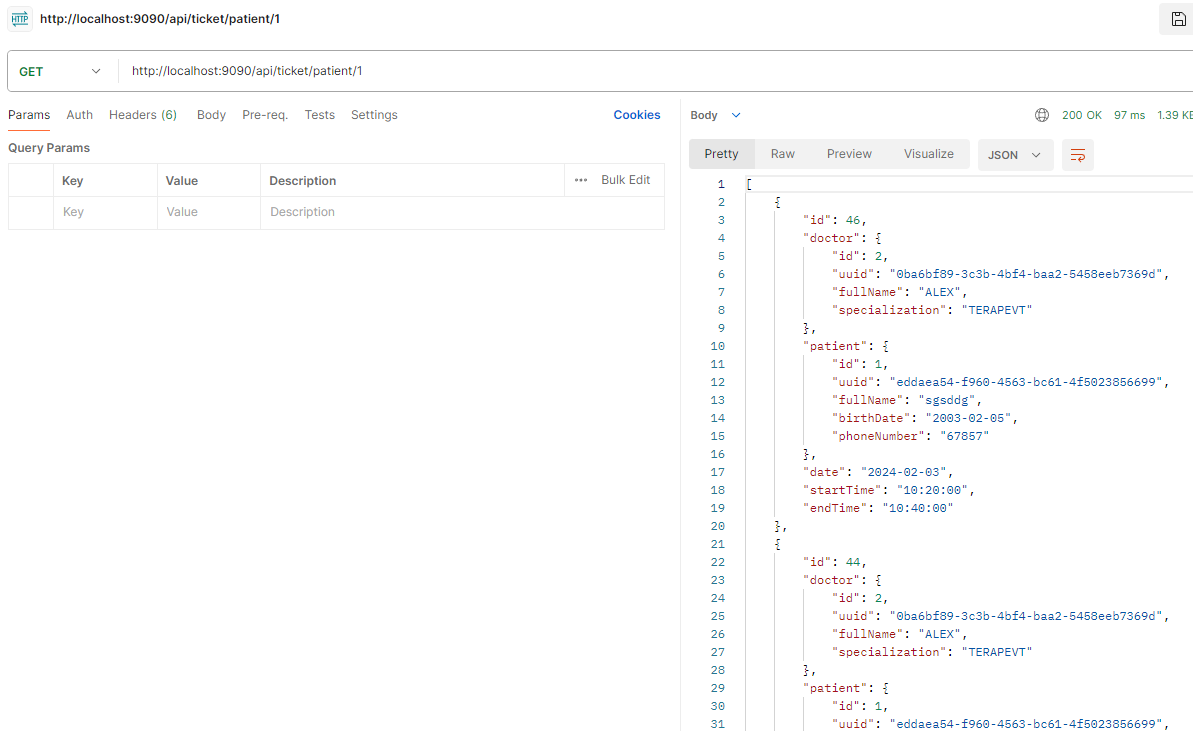 HTTP http://localhost:9090/api/ticket/patient/1
GET http://localhost:9090/api/ticket/patient/1
Params Auth Headers (6) Body Pre-req. Tests Settings Cookies
Query Params
Key Value Description ••• Bulk Edit
Key Value Description
Body 200 OK 97 ms 1.39 KB
Pretty Raw Preview Visualize JSON
1 [
2 {
3 "id": 46,
4 "doctor": {
5 "id": 2,
6 "uuid": "0ba6bf89-3c3b-4bf4-baa2-5458eeb7369d",
7 "fullName": "ALEX",
8 "specialization": "TERAPEVT"
9 },
10 "patient": {
11 "id": 1,
12 "uuid": "eddaea54-f960-4563-bc61-4f5023856699",
13 "fullName": "sgsddg",
14 "birthDate": "2003-02-05",
15 "phoneNumber": "67857"
16 },
17 "date": "2024-02-03",
18 "startTime": "10:20:00",
19 "endTime": "10:40:00"
20 },
21 {
22 "id": 44,
23 "doctor": {
24 "id": 2,
25 "uuid": "0ba6bf89-3c3b-4bf4-baa2-5458eeb7369d",
26 "fullName": "ALEX",
27 "specialization": "TERAPEVT"
28 },
29 "patient": {
30 "id": 1,
31 "uuid": "eddaea54-f960-4563-bc61-4f5023856699",